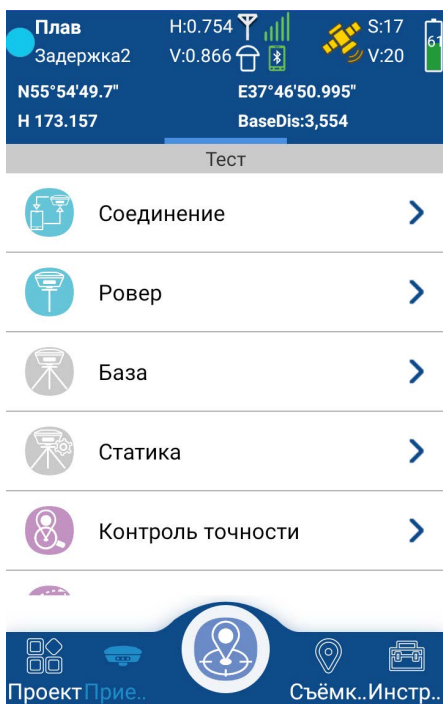 Плав H:0.754 S:17 61
Задержка2 V:0.866 V:20
N55°54'49.7" E37°46'50.995"
H 173.157 BaseDis:3,554
Тест
Соединение
Ровер
База
Статика
Контроль точности
Проект Прие.. Съёмк.. Инстр..